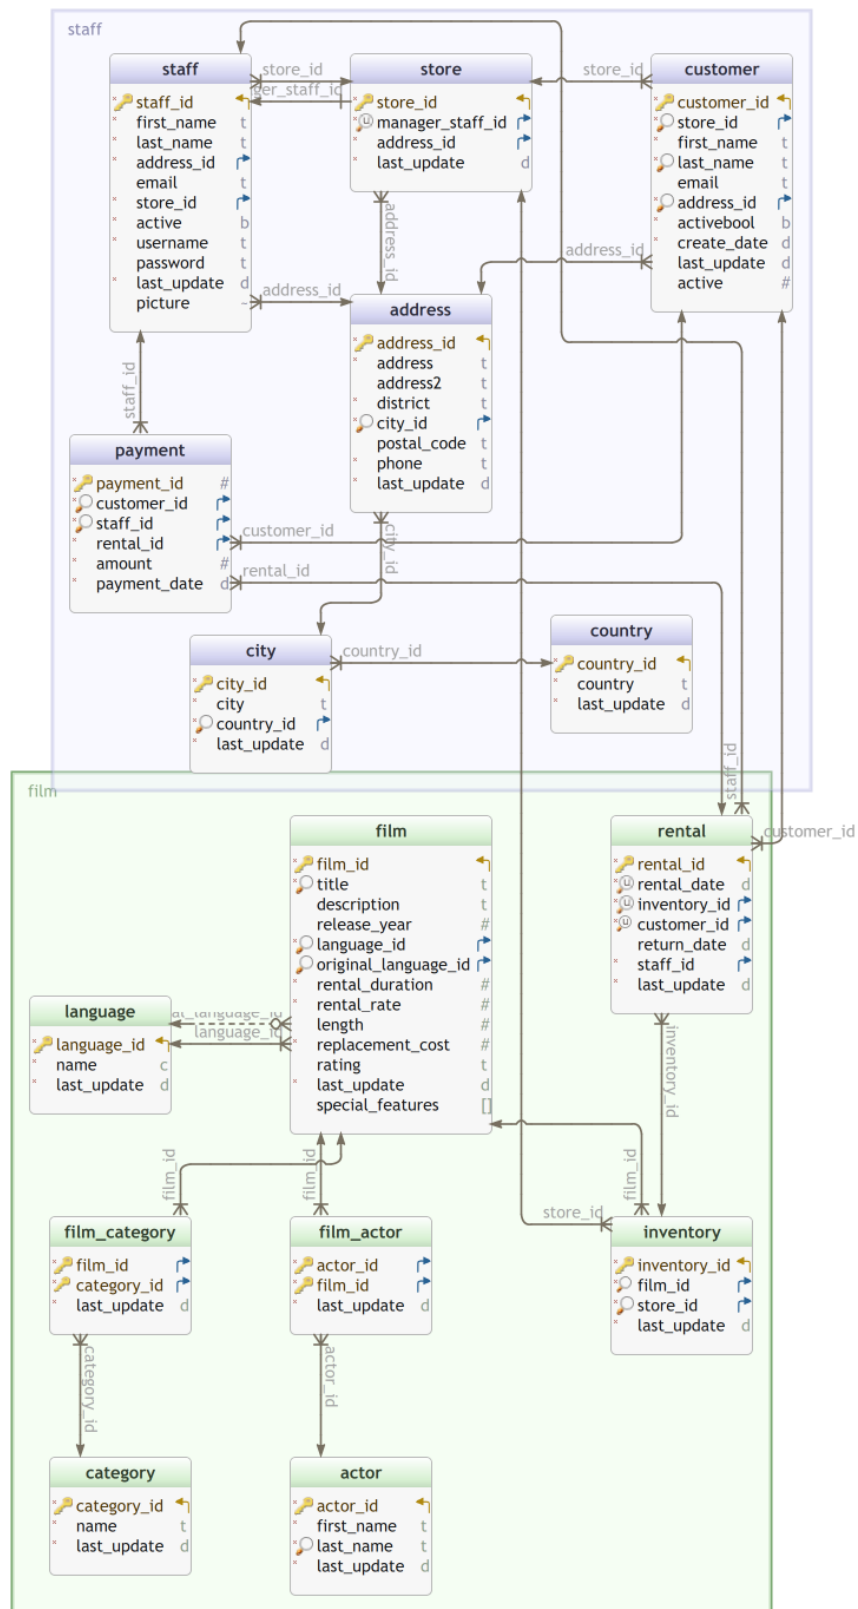 staff
staff
staff_id
first_name t
last_name t
address_id
email t
store_id
active b
username t
password t
last_update d
picture -
store_id
ger_staff_id
store
store_id
manager_staff_id
address_id
last_update d
store_id
customer
customer_id
store_id
first_name t
last_name t
email t
address_id
activebool b
create_date d
last_update d
active #
address_id
address_id
address_id
address
address_id
address t
address2 t
district t
city_id
postal_code t
phone t
last_update d
staff_id
payment
payment_id #
customer_id
staff_id
rental_id
amount #
payment_date d
customer_id
rental_id
city_id
city
city_id
city t
country_id
last_update d
country_id
country
country_id
country t
last_update d
staff_id
customer_id
film
film
film_id
title t
description t
release_year #
language_id
original_language_id
rental_duration #
rental_rate #
length #
replacement_cost #
rating t
last_update d
special_features []
rental
rental_id
rental_date d
inventory_id
customer_id
return_date d
staff_id
last_update d
language
language_id
name c
last_update d
al_language_id
language_id
inventory_id
film_id
film_id
film_id
store_id
film_category
film_id
category_id
last_update d
film_actor
actor_id
film_id
last_update d
inventory
inventory_id
film_id
store_id
last_update d
category_id
actor_id
category
category_id
name t
last_update d
actor
actor_id
first_name t
last_name t
last_update d